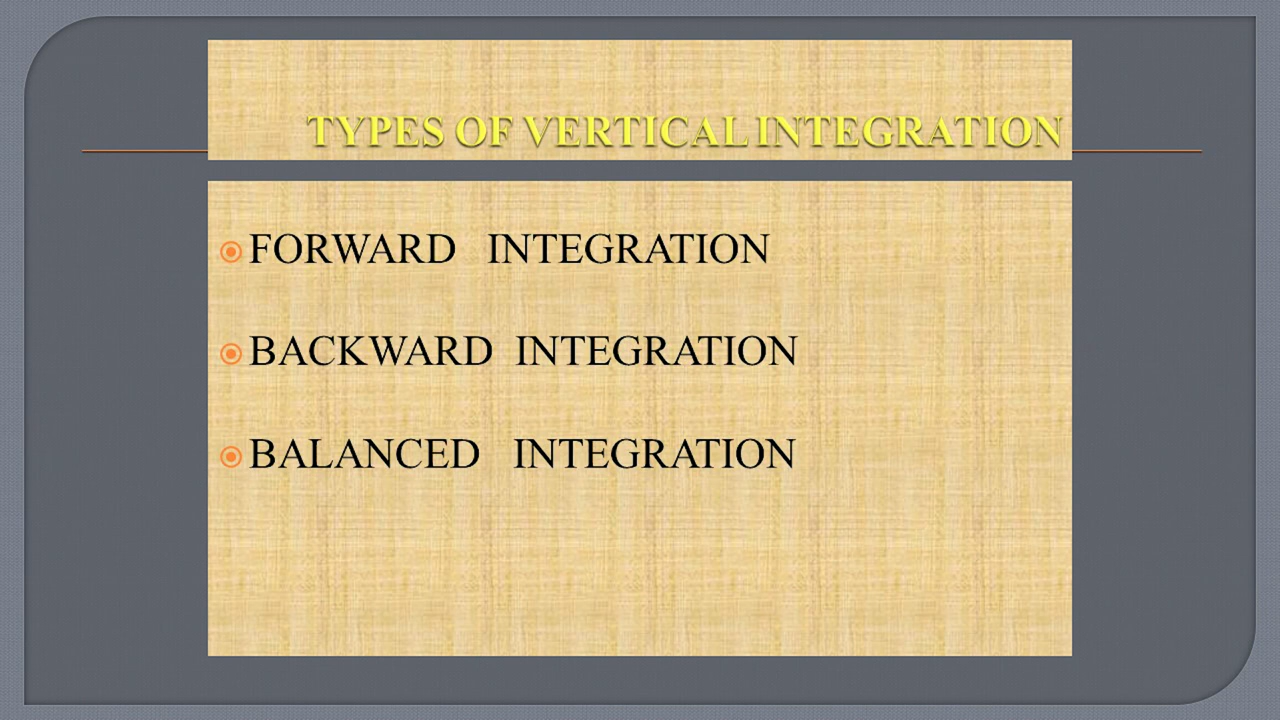 TYPES OF VERTICAL INTEGRATION
FORWARD INTEGRATION
BACKWARD INTEGRATION
BALANCED INTEGRATION